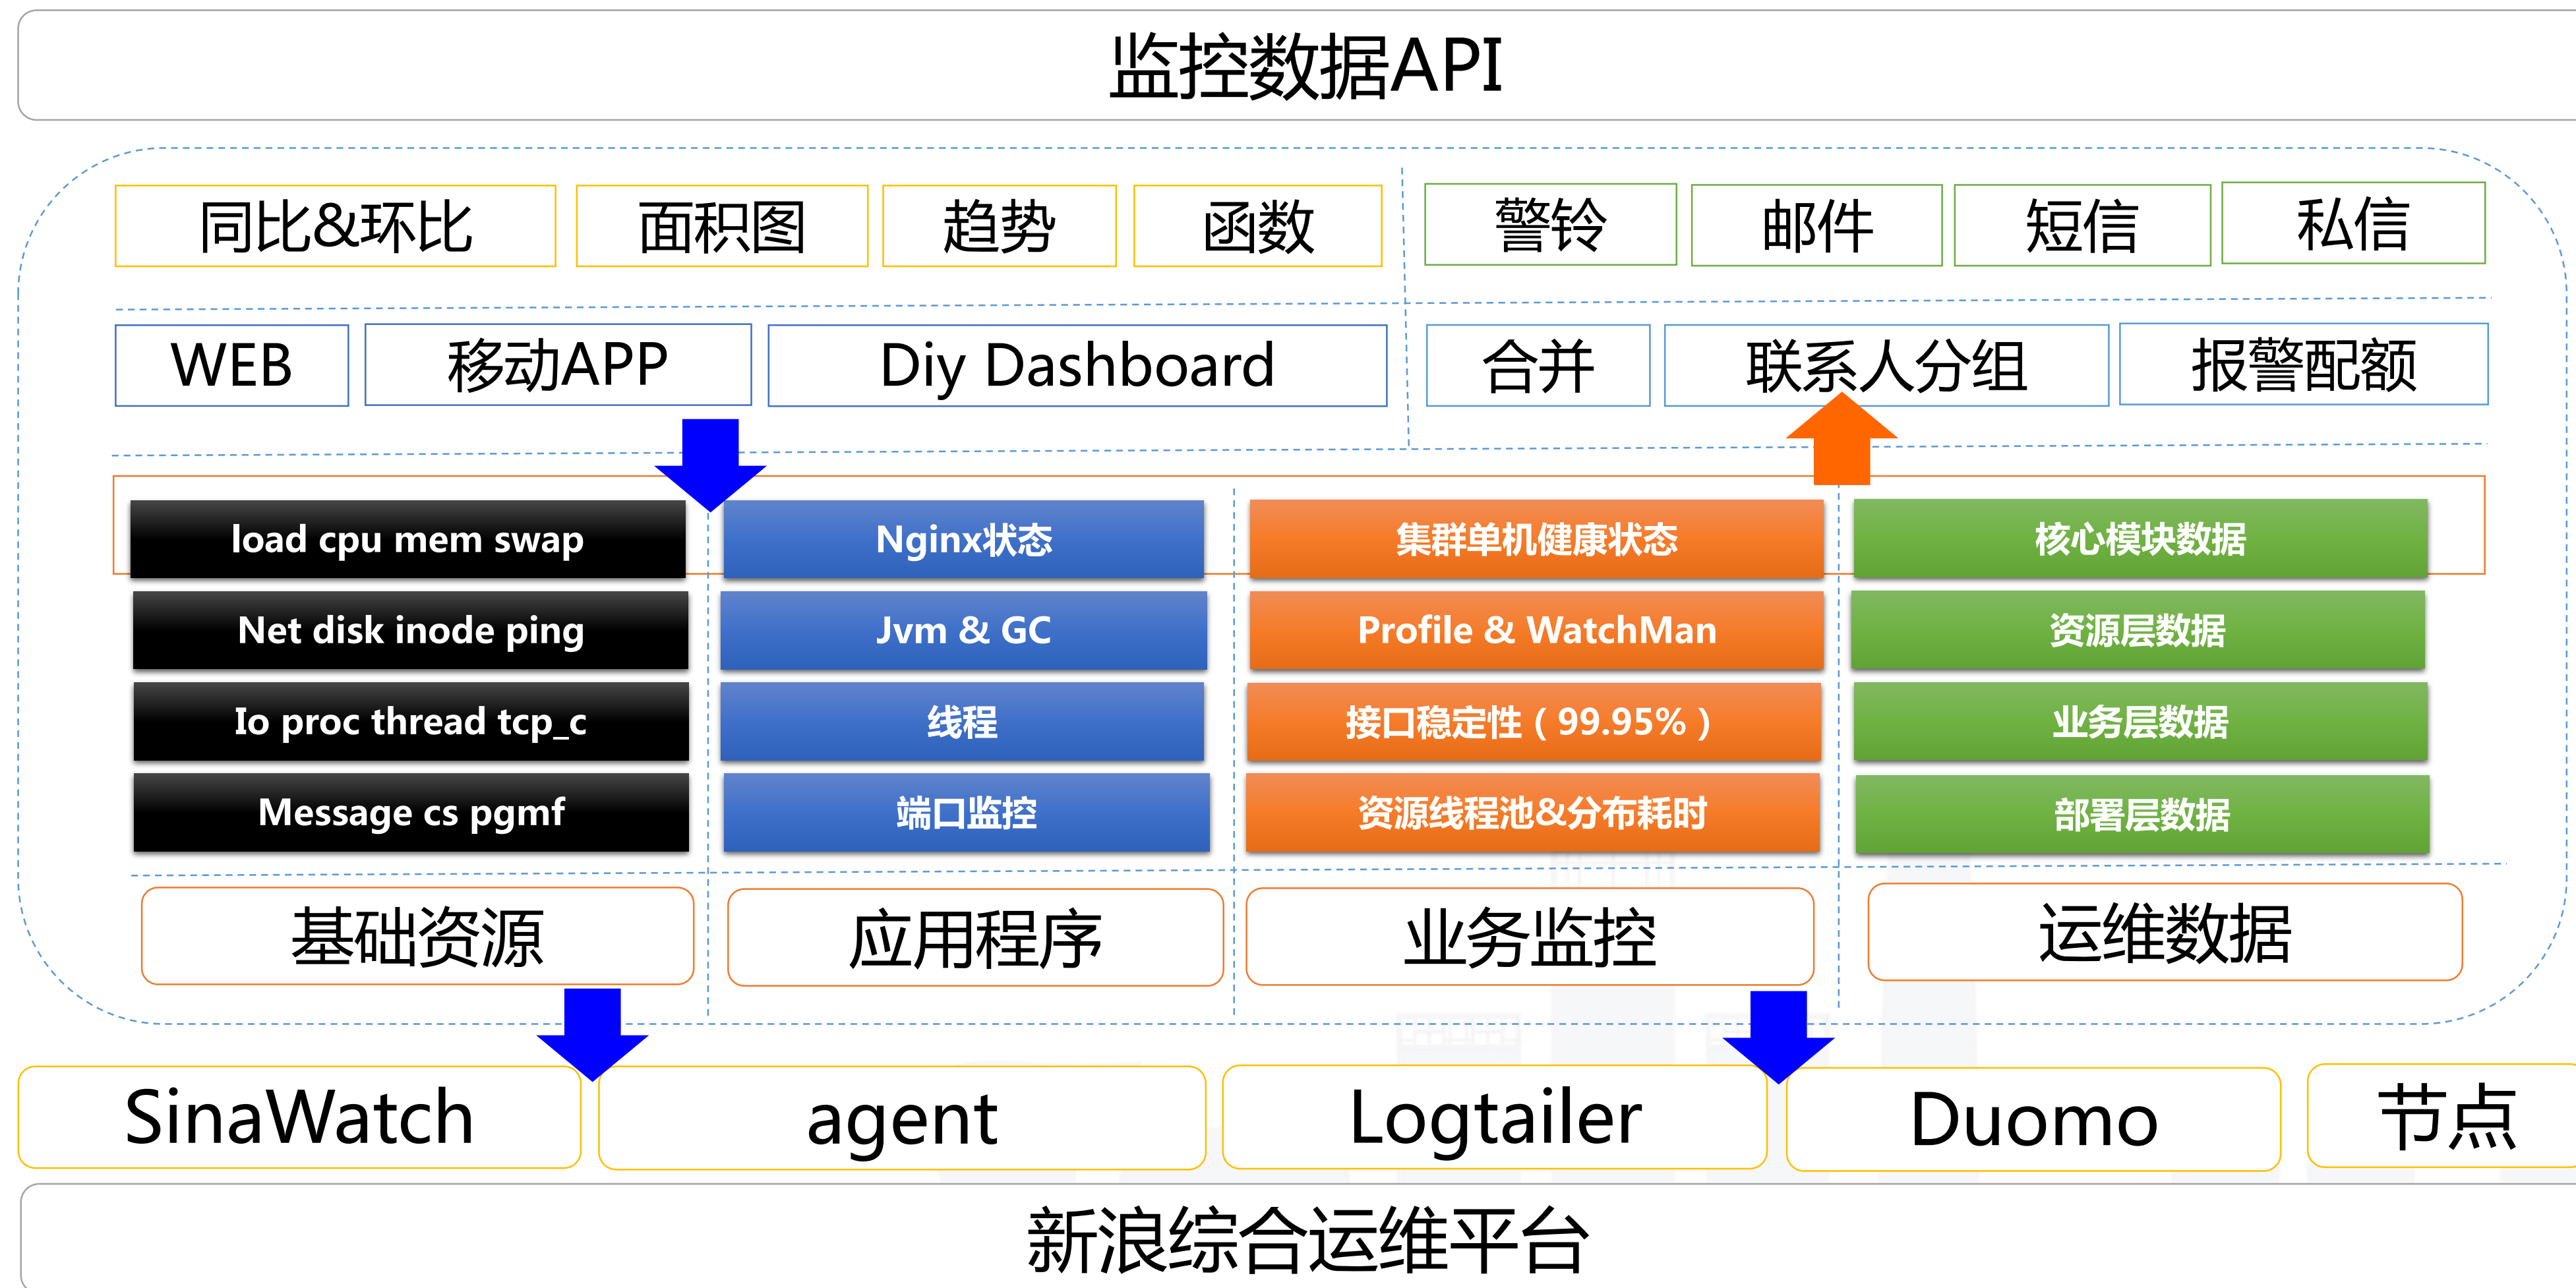 监控数据API
同比&环比 面积图 趋势 函数 警铃 邮件 短信 私信
WEB 移动APP Diy Dashboard 合并 联系人分组 报警配额
load cpu mem swap Nginx状态 集群单机健康状态 核心模块数据
Net disk inode ping Jvm & GC Profile & WatchMan 资源层数据
Io proc thread tcp_c 线程 接口稳定性（99.95%） 业务层数据
Message cs pgmf 端口监控 资源线程池&分布耗时 部署层数据
基础资源 应用程序 业务监控 运维数据
SinaWatch agent Logtailer Duomo 节点
新浪综合运维平台